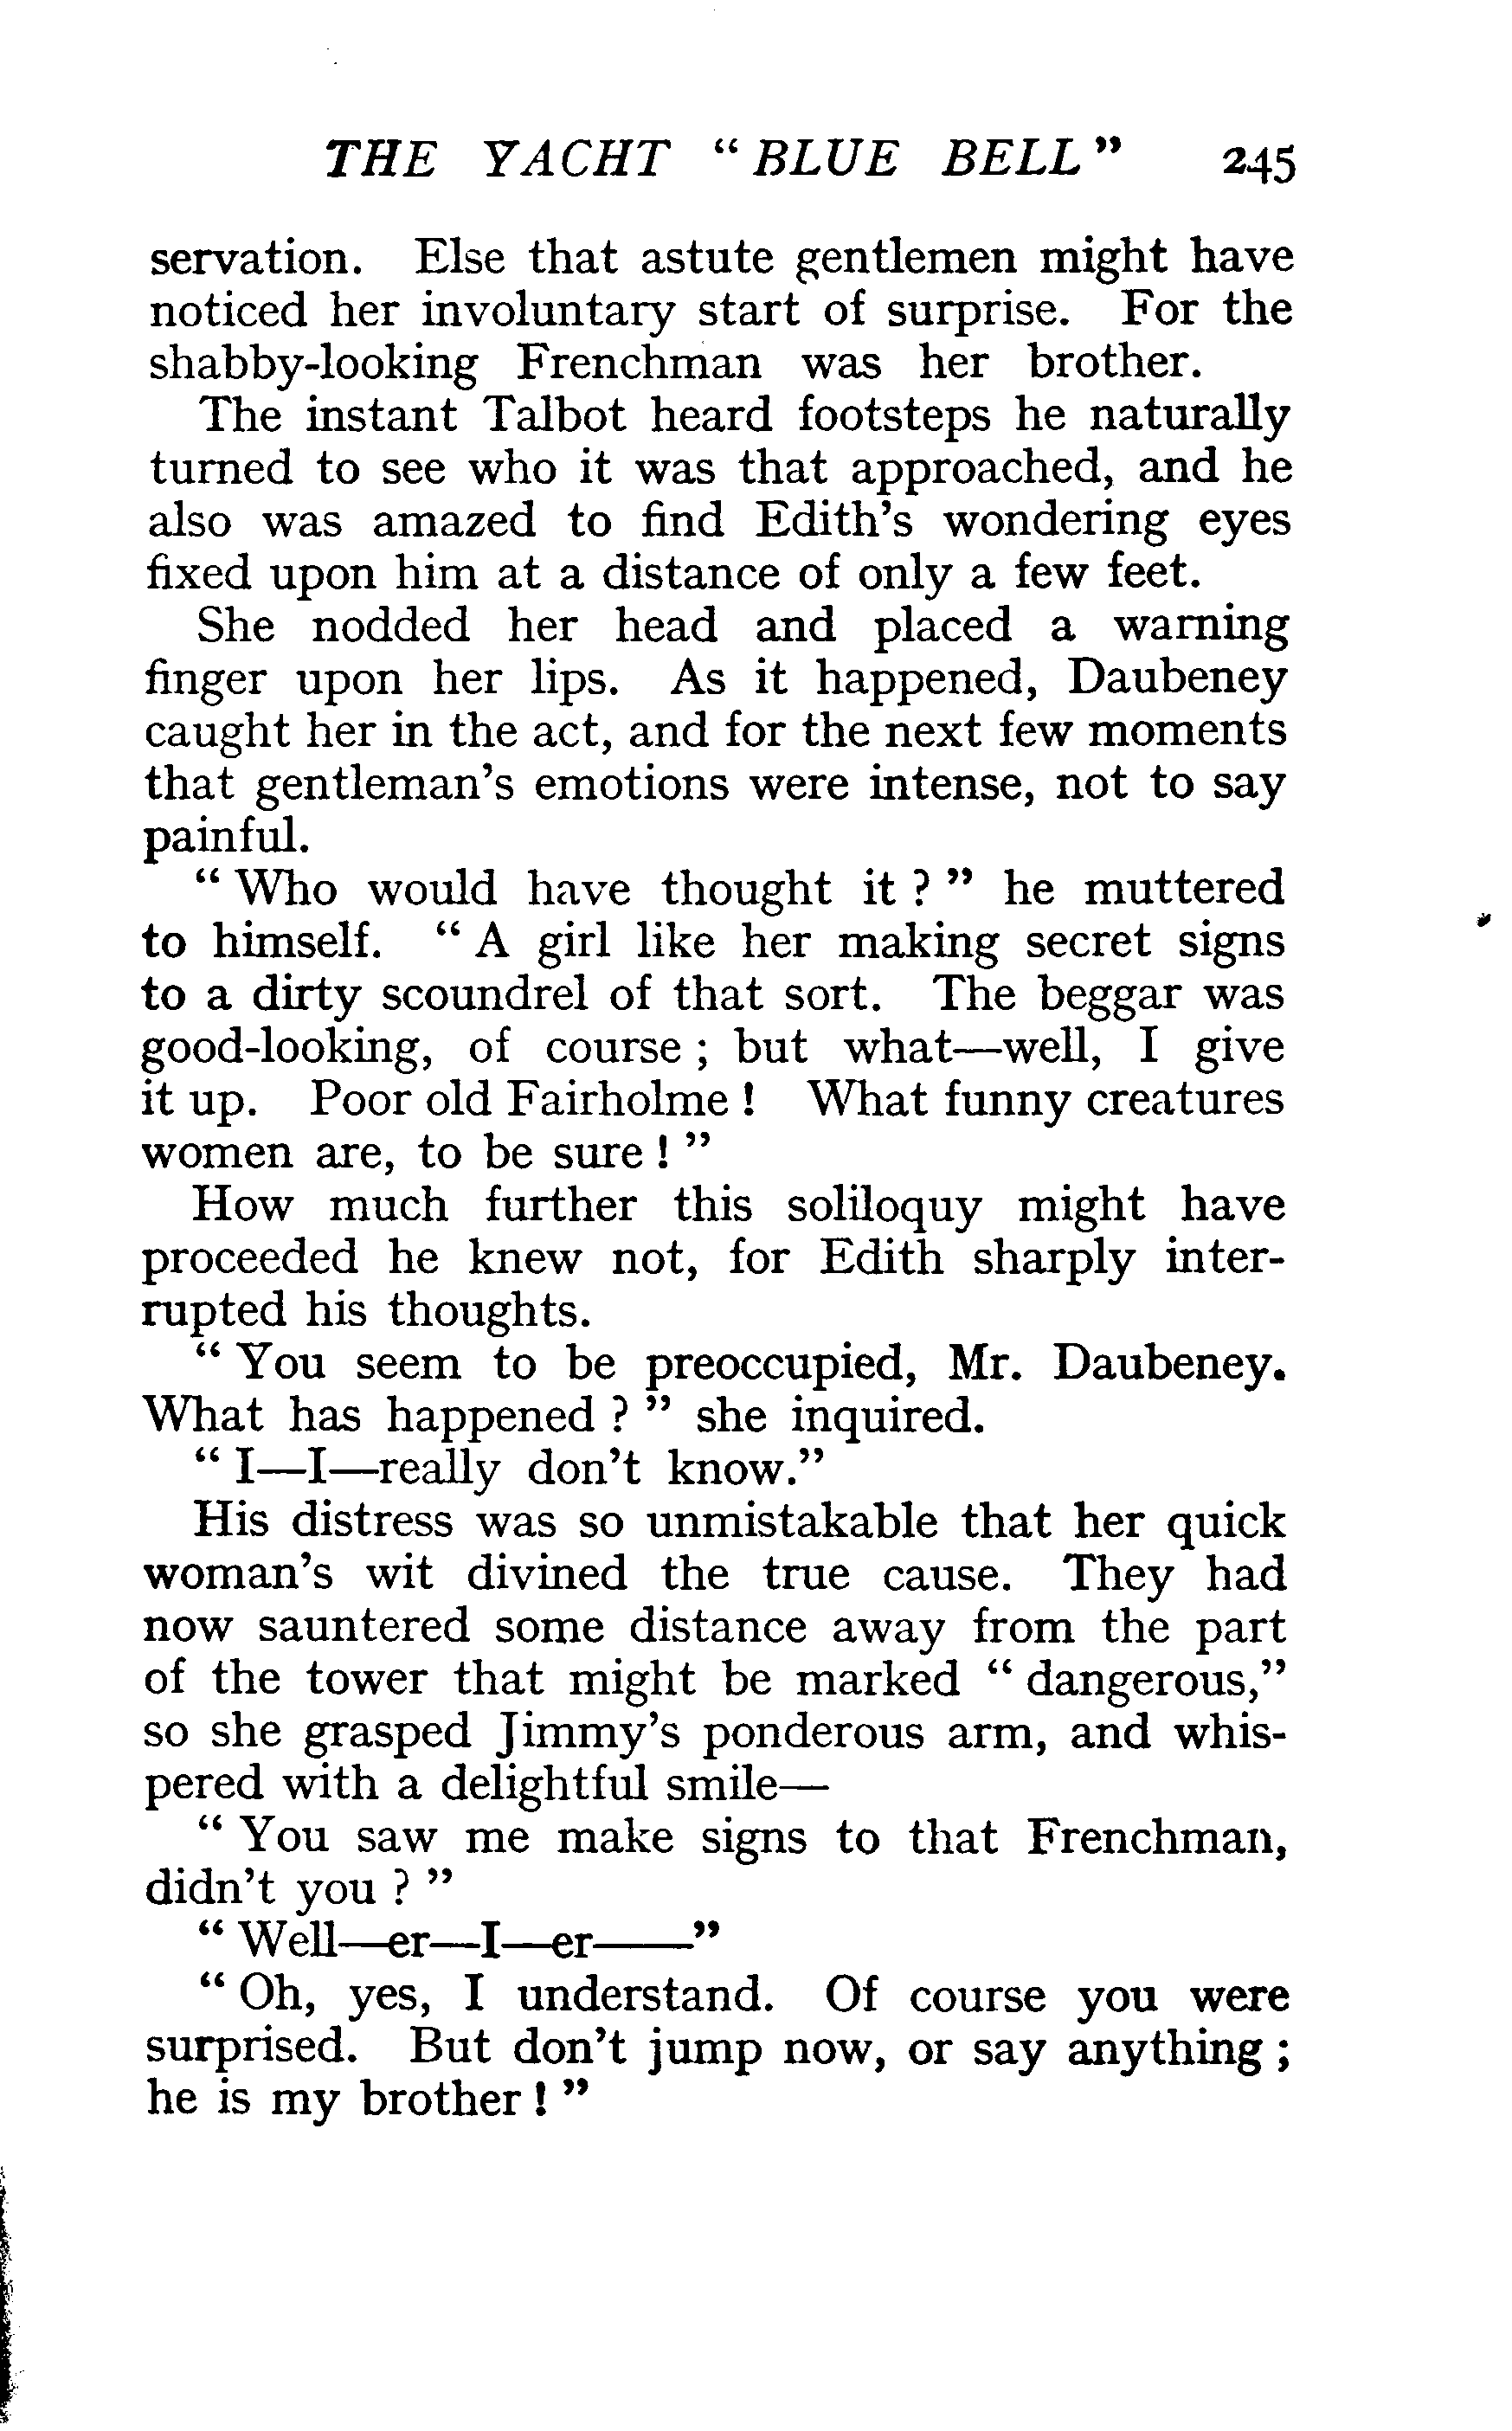 THE YACHT “BLUE BELL” 245
servation. Else that astute gentlemen might have
noticed her involuntary start of surprise. For the
shabby-looking Frenchman was her brother.
The instant Talbot heard footsteps he naturally
turned to see who it was that approached, and he
also was amazed to find Edith’s wondering eyes
fixed upon him at a distance of only a few feet.
She nodded her head and placed a warning
finger upon her lips. As it happened, Daubeney
caught her in the act, and for the next few moments
that gentleman’s emotions were intense, not to say
painful.
“ Who would have thought it ? ” he muttered
to himself. “ A girl like her making secret signs
to a dirty scoundrel of that sort. The beggar was
good-looking, of course ; but what—well, I give
it up. Poor old Fairholme ! What funny creatures
women are, to be sure ! ”
How much further this soliloquy might have
proceeded he knew not, for Edith sharply inter-
rupted his thoughts.
“ You seem to be preoccupied, Mr. Daubeney.
What has happened ? ” she inquired.
“ I—I—really don’t know.”
His distress was so unmistakable that her quick
woman’s wit divined the true cause. They had
now sauntered some distance away from the part
of the tower that might be marked “ dangerous,”
so she grasped Jimmy’s ponderous arm, and whis-
pered with a delightful smile—
“ You saw me make signs to that Frenchman,
didn’t you ? ”
“ Well—er—I—er——”
“ Oh, yes, I understand. Of course you were
surprised. But don’t jump now, or say anything ;
he is my brother ! ”